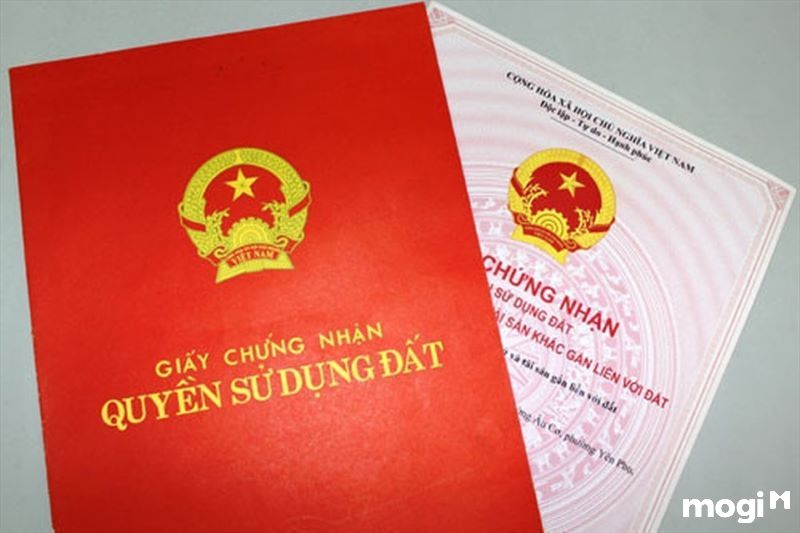 VIỆT NAM
GIẤY CHỨNG NHẬN
QUYỀN SỬ DỤNG ĐẤT
CỘNG HÒA XÃ HỘI CHỦ NGHĨA VIỆT NAM
Độc lập - Tự do - Hạnh phúc
CHỨNG NHẬN
SỬ DỤNG ĐẤT
SẢN KHÁC GẮN LIỀN VỚI ĐẤT
và tài sản gắn liền với đất
Âu Cơ, phường Yên Phụ,
mogi